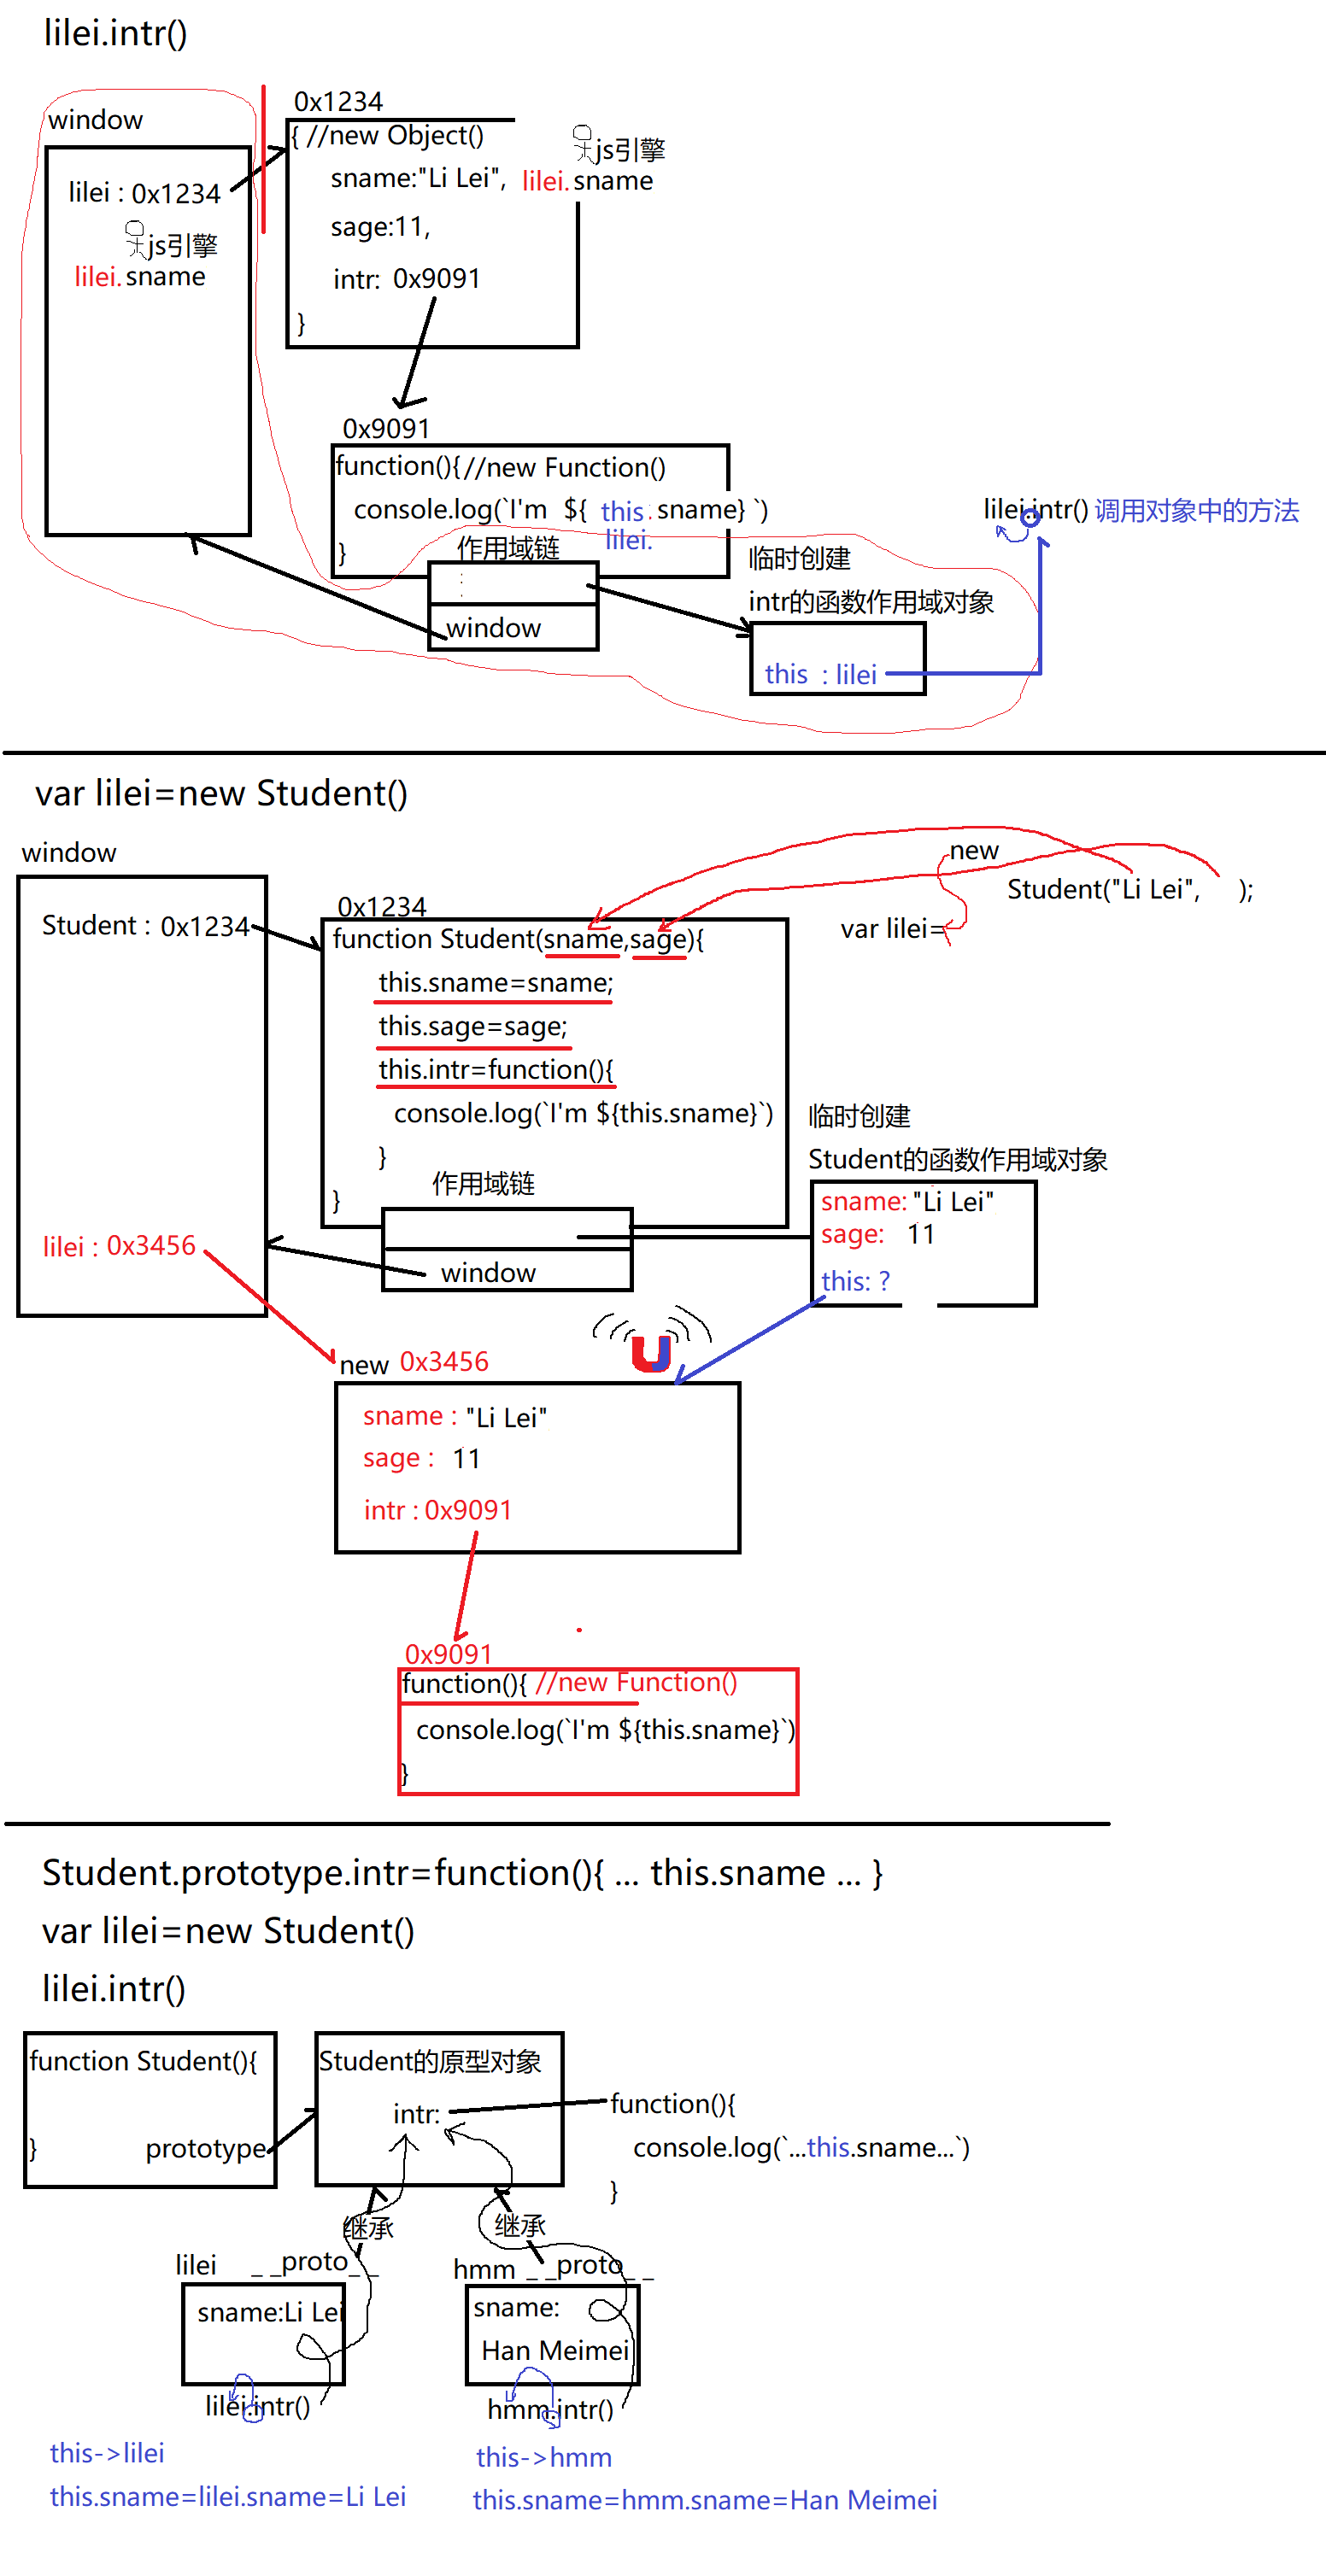 lilei.intr()
window
0x1234
{ //new Object()
js引擎
sname:"Li Lei",
lilei.sname
lilei : 0x1234
sage:11,
js引擎
lilei.sname
intr: 0x9091
}
0x9091
function(){ //new Function()
console.log(`I'm ${ this.sname} `)
lilei.
}
lilei.intr() 调用对象中的方法
作用域链
临时创建
intr的函数作用域对象
:
:
window
this : lilei
var lilei=new Student()
window
new
Student("Li Lei", );
var lilei=
0x1234
Student : 0x1234
function Student(sname,sage){
this.sname=sname;
this.sage=sage;
this.intr=function(){
console.log(`I'm ${this.sname}`)
}
}
临时创建
Student的函数作用域对象
作用域链
sname: "Li Lei"
sage: 11
this: ?
lilei : 0x3456
window
new 0x3456
sname : "Li Lei"
sage : 11
intr : 0x9091
0x9091
function(){ //new Function()
console.log(`I'm ${this.sname}`)
}
Student.prototype.intr=function(){ ... this.sname ... }
var lilei=new Student()
lilei.intr()
function Student(){
} prototype
Student的原型对象
intr:
function(){
console.log(`...this.sname...`)
}
继承
继承
lilei _ _proto_ _
hmm _ _proto_ _
sname:Li Lei
sname:
Han Meimei
lilei.intr()
hmm.intr()
this->lilei
this->hmm
this.sname=lilei.sname=Li Lei
this.sname=hmm.sname=Han Meimei